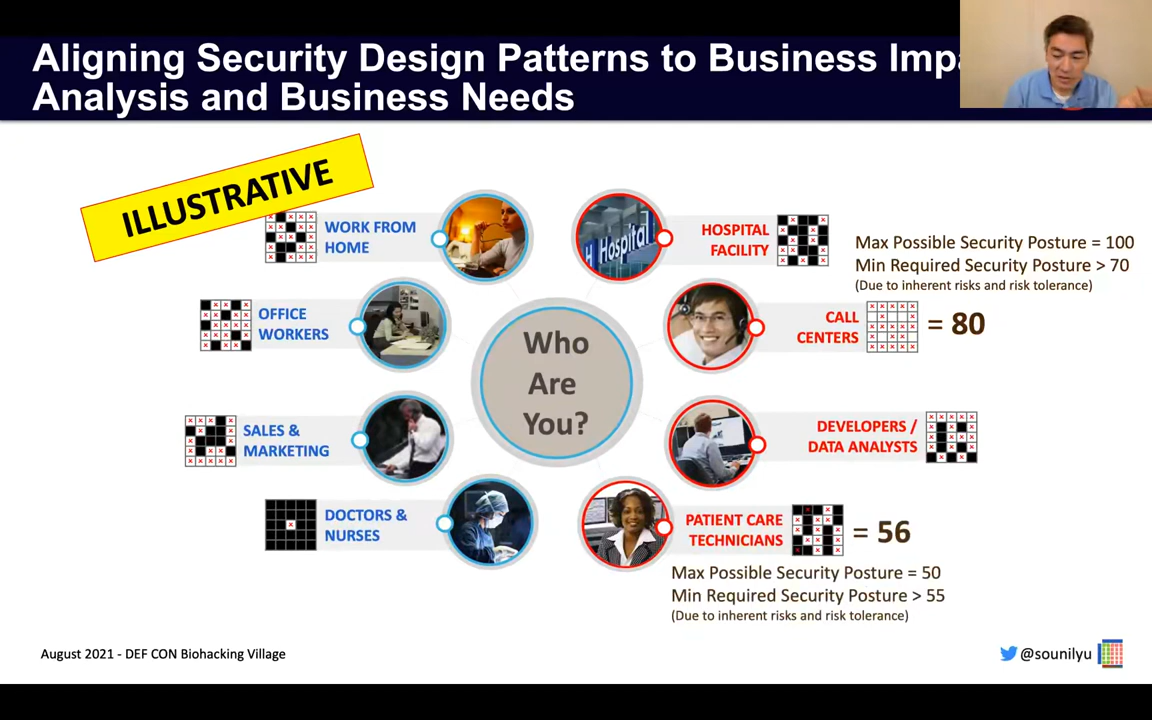 Aligning Security Design Patterns to Business Impa
Analysis and Business Needs
ILLUSTRATIVE
WORK FROM
HOME
OFFICE
WORKERS
SALES &
MARKETING
DOCTORS &
NURSES
Who
Are
You?
H Hospital
HOSPITAL
FACILITY
Max Possible Security Posture = 100
Min Required Security Posture > 70
(Due to inherent risks and risk tolerance)
CALL
CENTERS
= 80
DEVELOPERS /
DATA ANALYSTS
PATIENT CARE
TECHNICIANS
= 56
Max Possible Security Posture = 50
Min Required Security Posture > 55
(Due to inherent risks and risk tolerance)
August 2021 - DEF CON Biohacking Village
@sounilyu